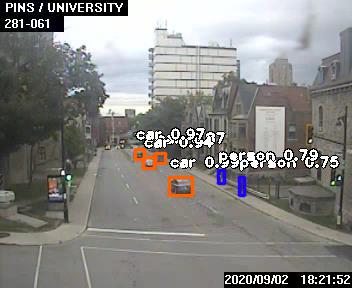 PINS / UNIVERSITY
281-061
car 0.97
car 0.94
car 0.99
person 0.79
person 0.75
2020/09/02 18:21:52